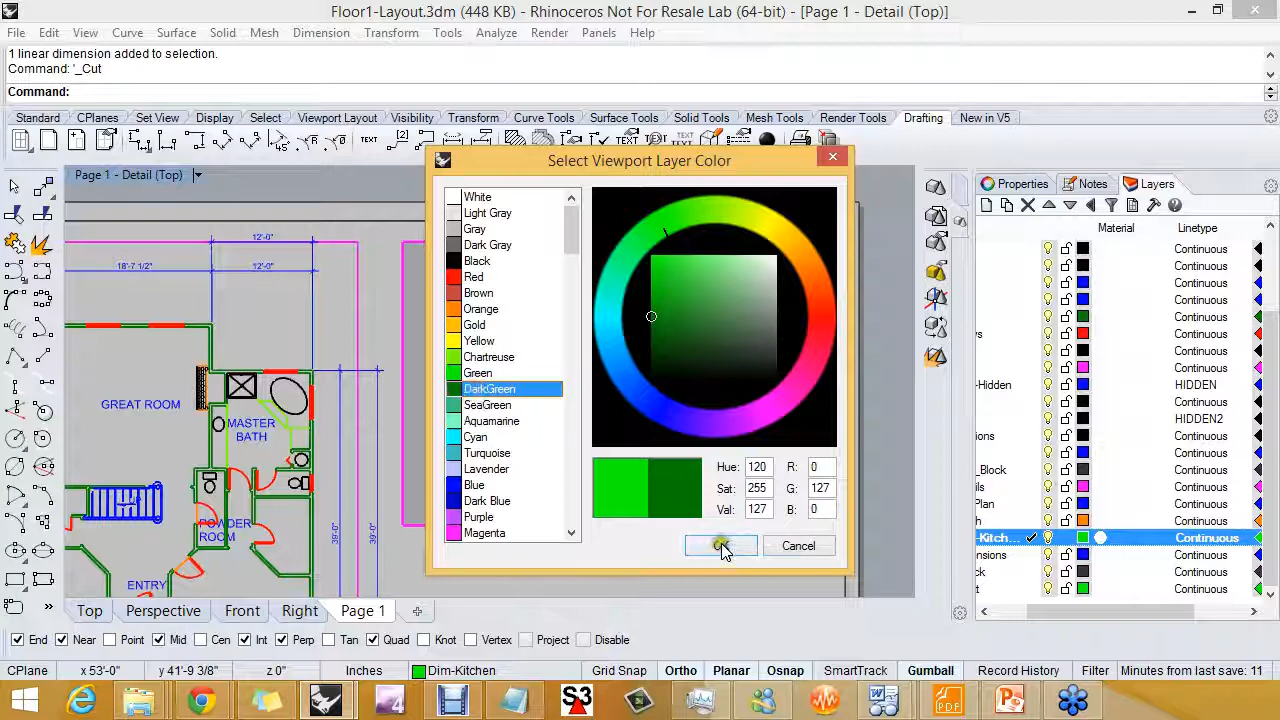 Floor1-Layout.3dm (448 KB) - Rhinoceros Not For Resale Lab (64-bit) - [Page 1 - Detail (Top)]
File Edit View Curve Surface Solid Mesh Dimension Transform Tools Analyze Render Panels Help
1 linear dimension added to selection.
Command: '_Cut
Command:
Standard CPlanes Set View Display Select Viewport Layout Visibility Transform Curve Tools Surface Tools Solid Tools Mesh Tools Render Tools Drafting New in V5
Page 1 - Detail (Top)
Select Viewport Layer Color
White
Light Gray
Gray
Dark Gray
Black
Red
Brown
Orange
Gold
Yellow
Chartreuse
Green
DarkGreen
SeaGreen
Aquamarine
Cyan
Turquoise
Lavender
Blue
Dark Blue
Purple
Magenta
Hue: 120 R: 0
Sat: 255 G: 127
Val: 127 B: 0
Cancel
12'-0"
18'-7 1/2" 12'-0"
GREAT ROOM
MASTER
BATH
POWDER
ROOM
ENTRY
39'-0" 39'-0"
Properties Notes Layers
Material Linetype
Continuous
Continuous
Continuous
Continuous
Continuous
s Continuous
Continuous
Continuous
-Hidden HIDDEN
Continuous
HIDDEN2
sions Continuous
Continuous
_Block Continuous
s Continuous
Plan Continuous
h Continuous
-Kitch... Continuous
ensions Continuous
ck Continuous
t Continuous
Top Perspective Front Right Page 1
End Near Point Mid Cen Int Perp Tan Quad Knot Vertex Project Disable
CPlane x 53'-0" y 41'-9 3/8" z 0" Inches Dim-Kitchen Grid Snap Ortho Planar Osnap SmartTrack Gumball Record History Filter Minutes from last save: 11